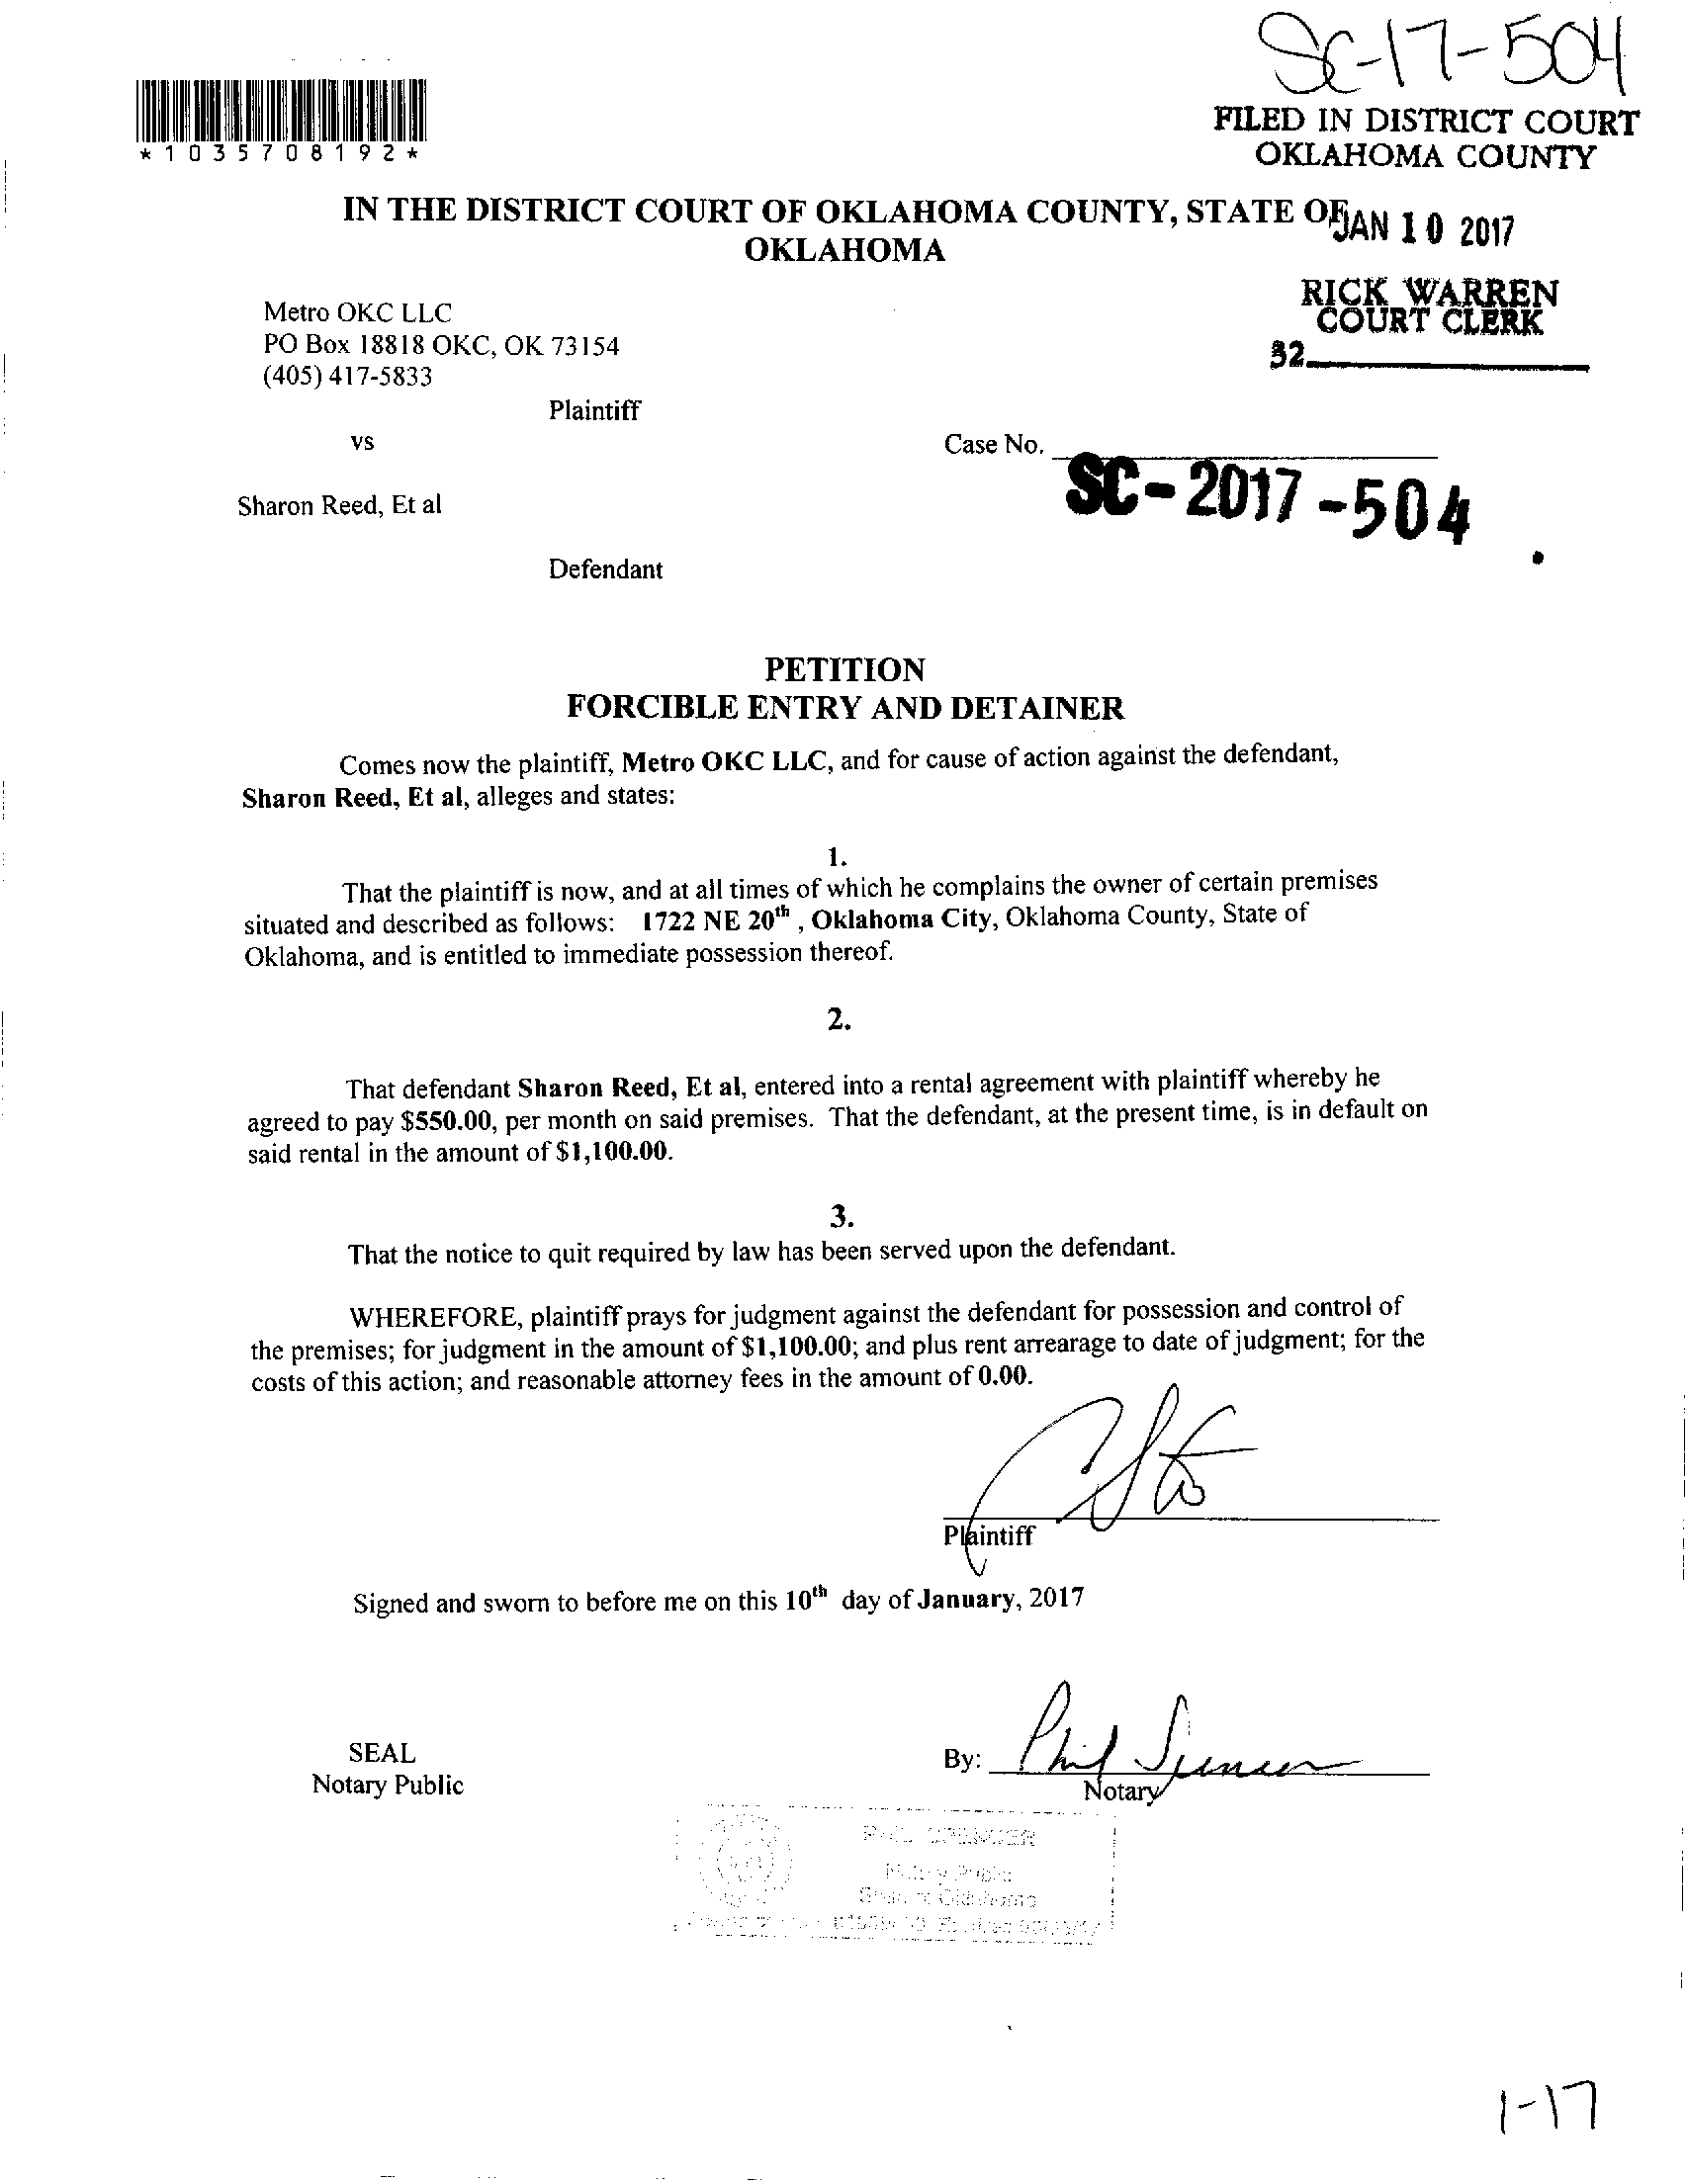 SC-17-504
FILED IN DISTRICT COURT
OKLAHOMA COUNTY
*1035708192*
IN THE DISTRICT COURT OF OKLAHOMA COUNTY, STATE OF
OKLAHOMA
JAN 10 2017
RICK WARREN
COURT CLERK
32
Metro OKC LLC
PO Box 18818 OKC, OK 73154
(405) 417-5833
Plaintiff
vs
Case No.
SC-2017-504
Sharon Reed, Et al
Defendant
PETITION
FORCIBLE ENTRY AND DETAINER
Comes now the plaintiff, Metro OKC LLC, and for cause of action against the defendant,
Sharon Reed, Et al, alleges and states:
1.
That the plaintiff is now, and at all times of which he complains the owner of certain premises
situated and described as follows: 1722 NE 20th , Oklahoma City, Oklahoma County, State of
Oklahoma, and is entitled to immediate possession thereof.
2.
That defendant Sharon Reed, Et al, entered into a rental agreement with plaintiff whereby he
agreed to pay $550.00, per month on said premises. That the defendant, at the present time, is in default on
said rental in the amount of $1,100.00.
3.
That the notice to quit required by law has been served upon the defendant.
WHEREFORE, plaintiff prays for judgment against the defendant for possession and control of
the premises; for judgment in the amount of $1,100.00; and plus rent arrearage to date of judgment; for the
costs of this action; and reasonable attorney fees in the amount of 0.00.
Plaintiff
Signed and sworn to before me on this 10th day of January, 2017
SEAL
Notary Public
By: Phil Spencer
Notary
SPENCER
Notary Public
State of Oklahoma
1-17